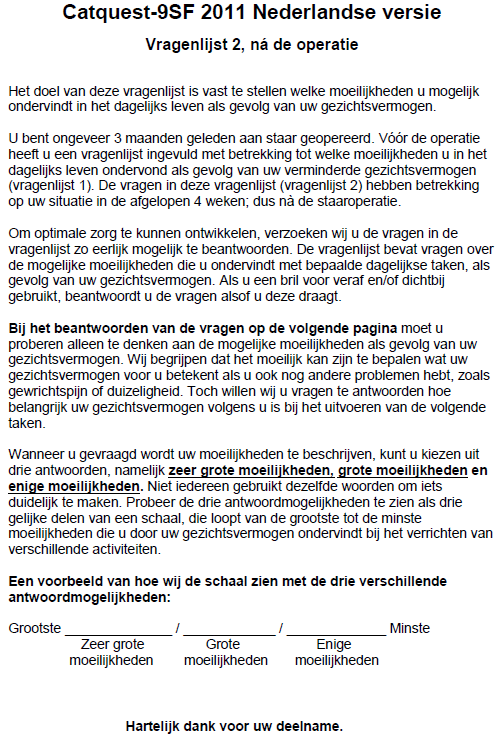 Catquest-9SF 2011 Nederlandse versie
Vragenlijst 2, ná de operatie
Het doel van deze vragenlijst is vast te stellen welke moeilijkheden u mogelijk
ondervindt in het dagelijks leven als gevolg van uw gezichtsvermogen.
U bent ongeveer 3 maanden geleden aan staar geopereerd. Vóór de operatie
heeft u een vragenlijst ingevuld met betrekking tot welke moeilijkheden u in het
dagelijks leven ondervond als gevolg van uw verminderde gezichtsvermogen
(vragenlijst 1). De vragen in deze vragenlijst (vragenlijst 2) hebben betrekking
op uw situatie in de afgelopen 4 weken; dus nà de staaroperatie.
Om optimale zorg te kunnen ontwikkelen, verzoeken wij u de vragen in de
vragenlijst zo eerlijk mogelijk te beantwoorden. De vragenlijst bevat vragen over
de mogelijke moeilijkheden die u ondervindt met bepaalde dagelijkse taken, als
gevolg van uw gezichtsvermogen. Als u een bril voor veraf en/of dichtbij
gebruikt, beantwoordt u de vragen alsof u deze draagt.
Bij het beantwoorden van de vragen op de volgende pagina moet u
proberen alleen te denken aan de mogelijke moeilijkheden als gevolg van uw
gezichtsvermogen. Wij begrijpen dat het moeilijk kan zijn te bepalen wat uw
gezichtsvermogen voor u betekent als u ook nog andere problemen hebt, zoals
gewrichtspijn of duizeligheid. Toch willen wij u vragen te antwoorden hoe
belangrijk uw gezichtsvermogen volgens u is bij het uitvoeren van de volgende
taken.
Wanneer u gevraagd wordt uw moeilijkheden te beschrijven, kunt u kiezen uit
drie antwoorden, namelijk zeer grote moeilijkheden, grote moeilijkheden en
enige moeilijkheden. Niet iedereen gebruikt dezelfde woorden om iets
duidelijk te maken. Probeer de drie antwoordmogelijkheden te zien als drie
gelijke delen van een schaal, die loopt van de grootste tot de minste
moeilijkheden die u door uw gezichtsvermogen ondervindt bij het verrichten van
verschillende activiteiten.
Een voorbeeld van hoe wij de schaal zien met de drie verschillende
antwoordmogelijkheden:
Grootste ______________ / ____________ / _____________ Minste
Zeer grote Grote Enige
moeilijkheden moeilijkheden moeilijkheden
Hartelijk dank voor uw deelname.